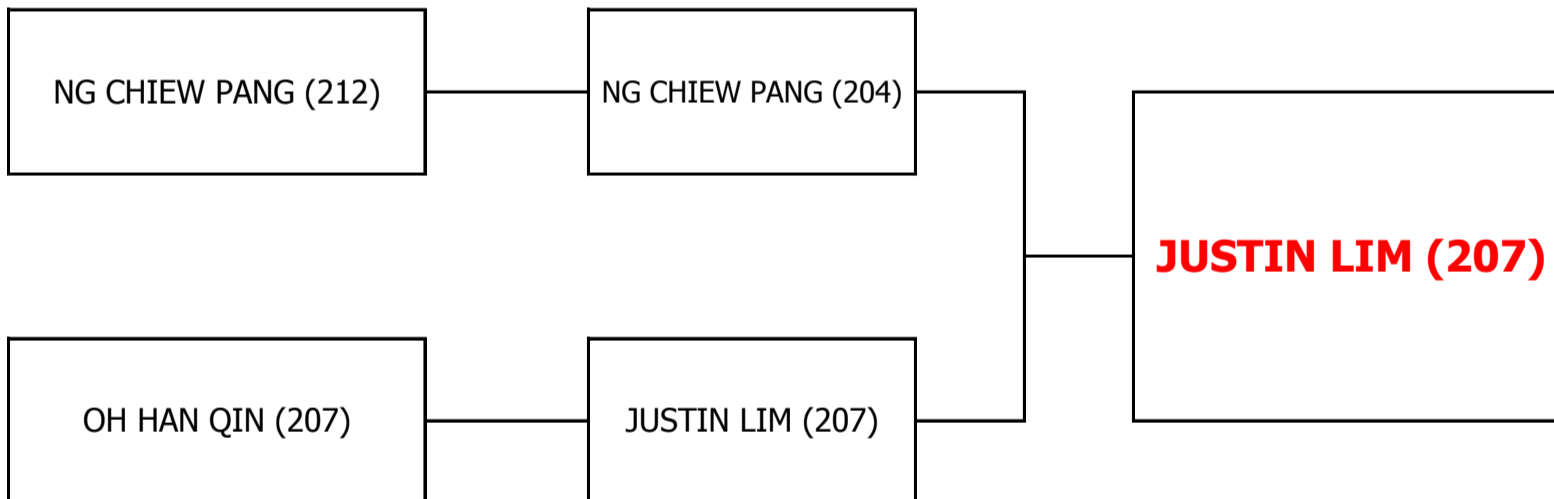 NG CHIEW PANG (212)
NG CHIEW PANG (204)
JUSTIN LIM (207)
OH HAN QIN (207)
JUSTIN LIM (207)